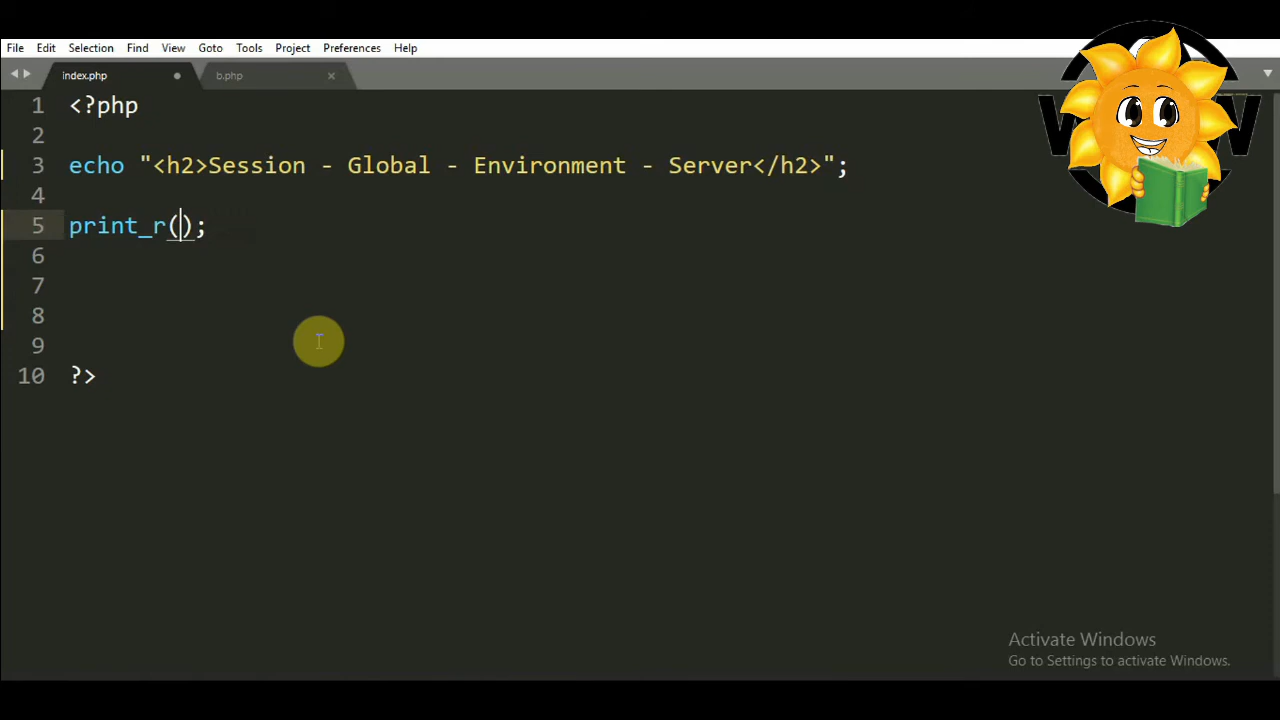 File Edit Selection Find View Goto Tools Project Preferences Help
index.php b.php
1 <?php
2
3 echo "<h2>Session - Global - Environment - Server</h2>";
4
5 print_r();
6
7
8
9
10 ?>
Activate Windows
Go to Settings to activate Windows.